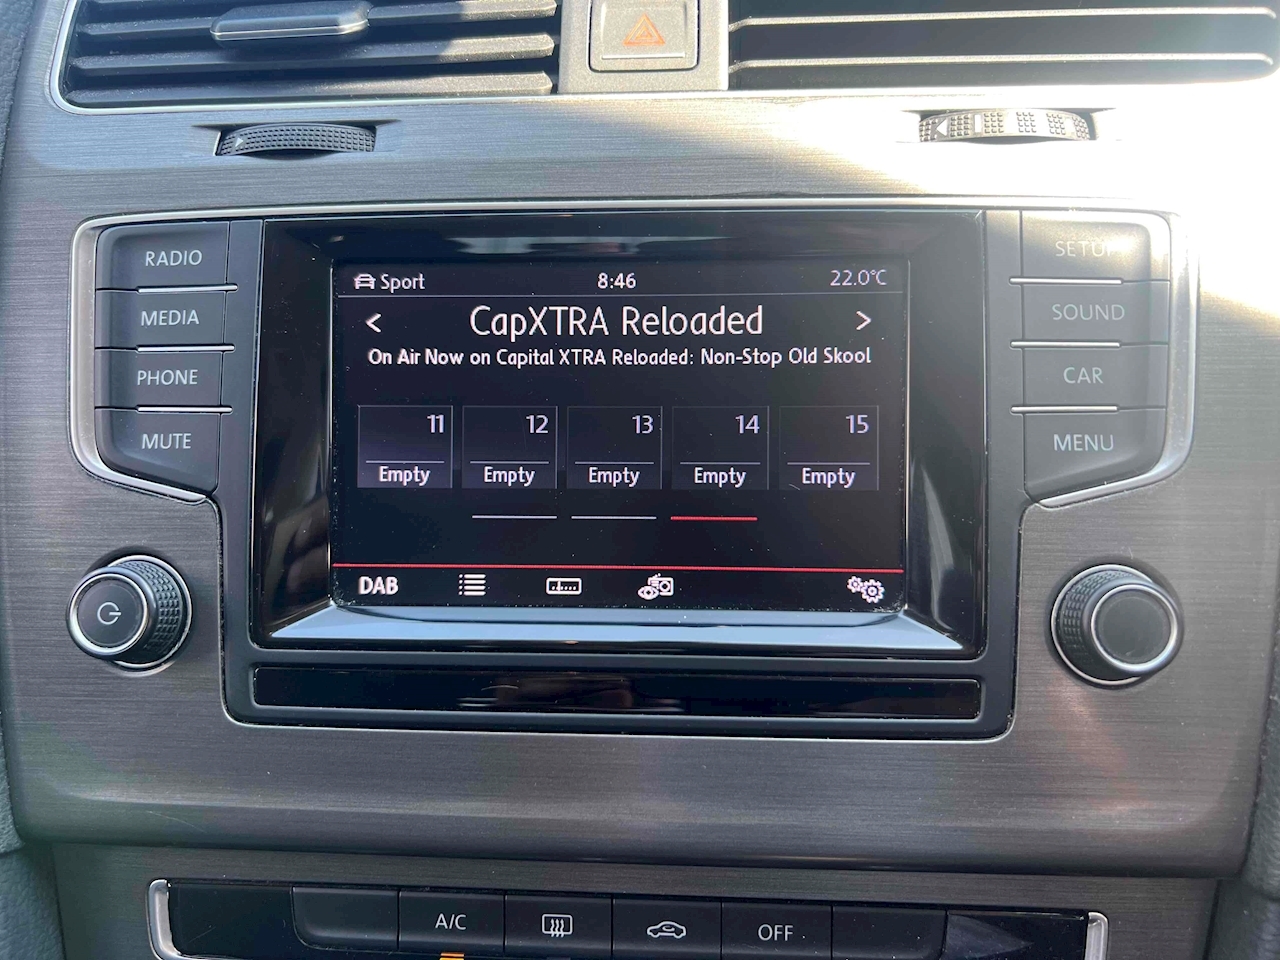 RADIO
MEDIA
PHONE
MUTE
Sport 8:46 22.0°C
< CapXTRA Reloaded >
On Air Now on Capital XTRA Reloaded: Non-Stop Old Skool
11 12 13 14 15
Empty Empty Empty Empty Empty
DAB
SETUP
SOUND
CAR
MENU
A/C OFF